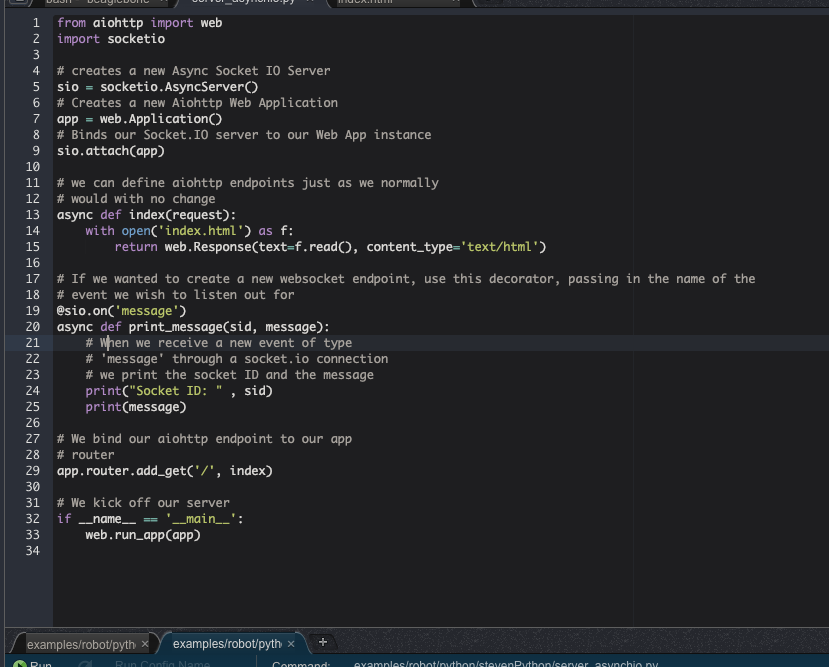 bash - "beaglebone"
server_asynchio.py
index.html
1 from aiohttp import web
2 import socketio
3
4 # creates a new Async Socket IO Server
5 sio = socketio.AsyncServer()
6 # Creates a new Aiohttp Web Application
7 app = web.Application()
8 # Binds our Socket.IO server to our Web App instance
9 sio.attach(app)
10
11 # we can define aiohttp endpoints just as we normally
12 # would with no change
13 async def index(request):
14     with open('index.html') as f:
15         return web.Response(text=f.read(), content_type='text/html')
16
17 # If we wanted to create a new websocket endpoint, use this decorator, passing in the name of the
18 # event we wish to listen out for
19 @sio.on('message')
20 async def print_message(sid, message):
21     # When we receive a new event of type
22     # 'message' through a socket.io connection
23     # we print the socket ID and the message
24     print("Socket ID: " , sid)
25     print(message)
26
27 # We bind our aiohttp endpoint to our app
28 # router
29 app.router.add_get('/', index)
30
31 # We kick off our server
32 if __name__ == '__main__':
33     web.run_app(app)
34
examples/robot/pyth × examples/robot/pyth × +
Run Run Config Name Command: examples/robot/python/stevenPython/server_asynchio.py